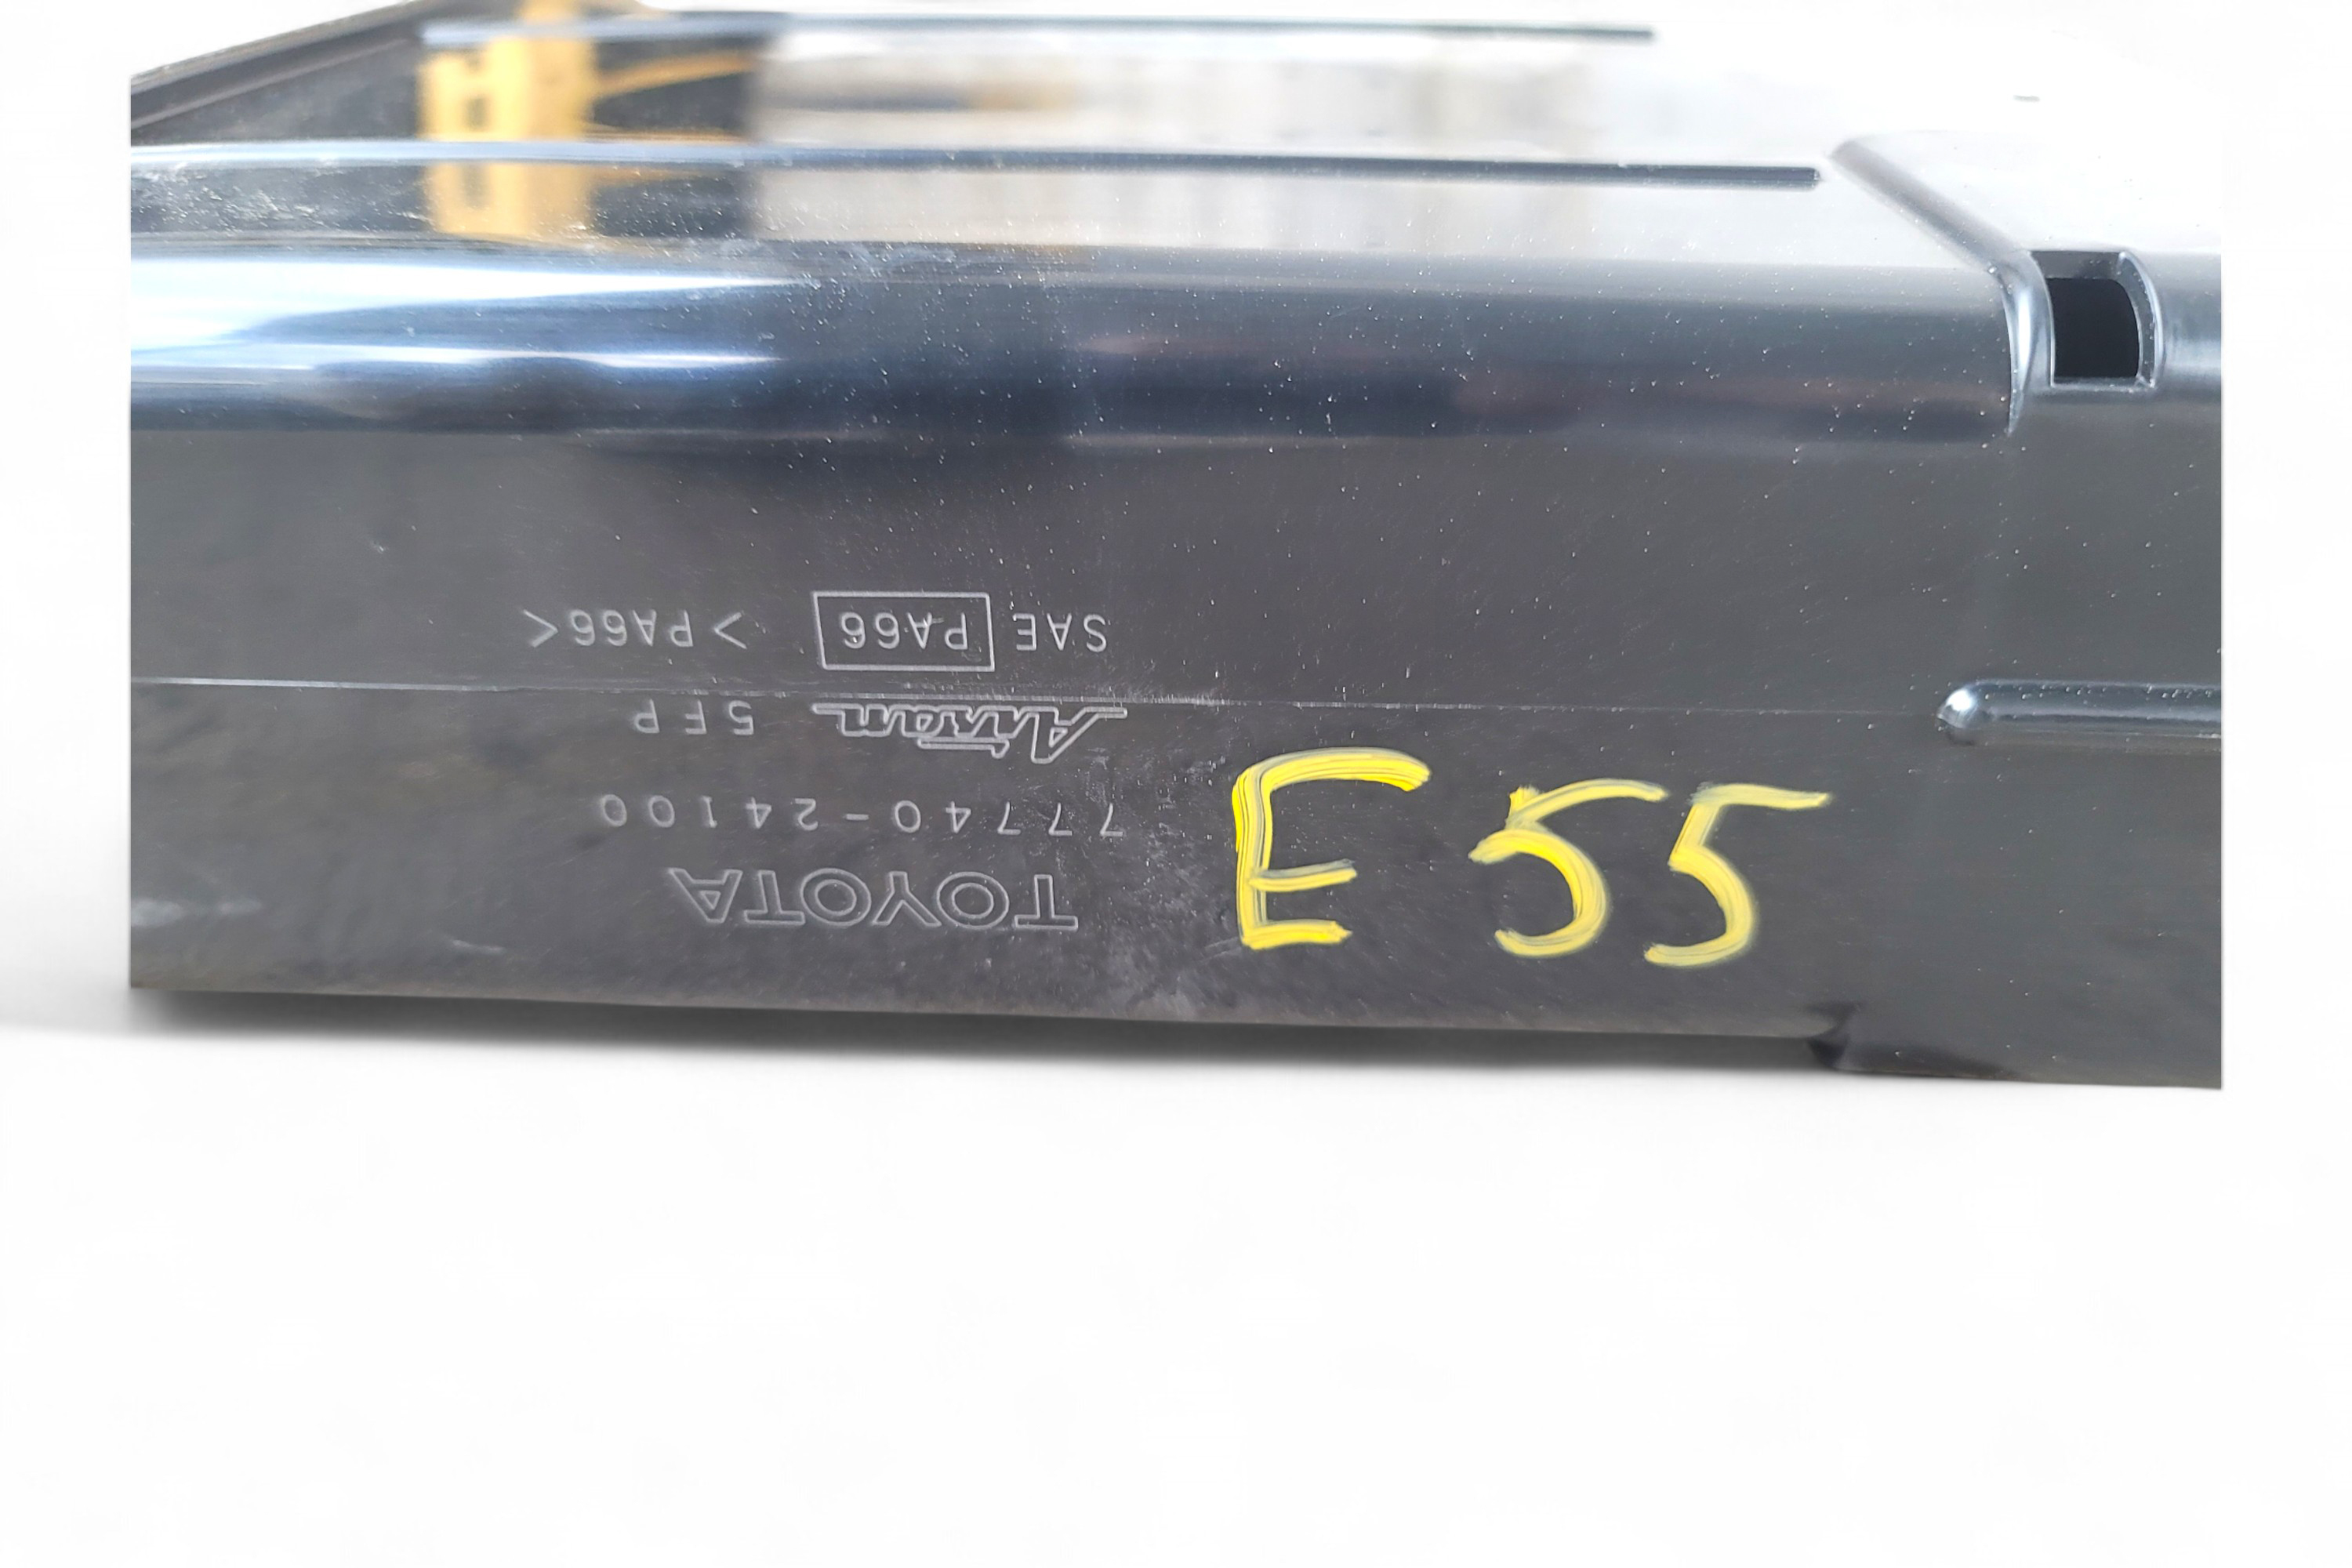 TOYOTA
77740-24100
Aisan 5FP
SAE PA66 >PA66<
E55